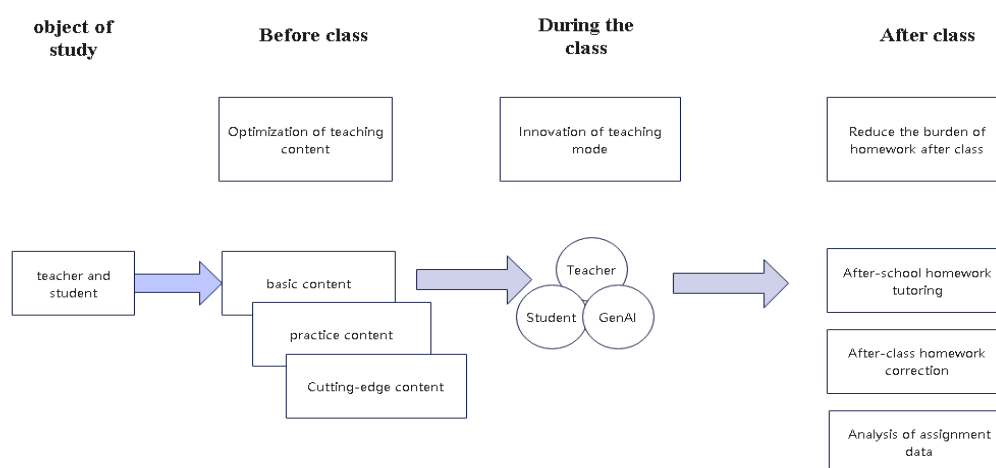 object of
study
Before class
During the
class
After class
Optimization of teaching
content
Innovation of teaching
mode
Reduce the burden of
homework after class
teacher and
student
basic content
practice content
Cutting-edge content
Teacher
Student
GenAI
After-school homework
tutoring
After-class homework
correction
Analysis of assignment
data